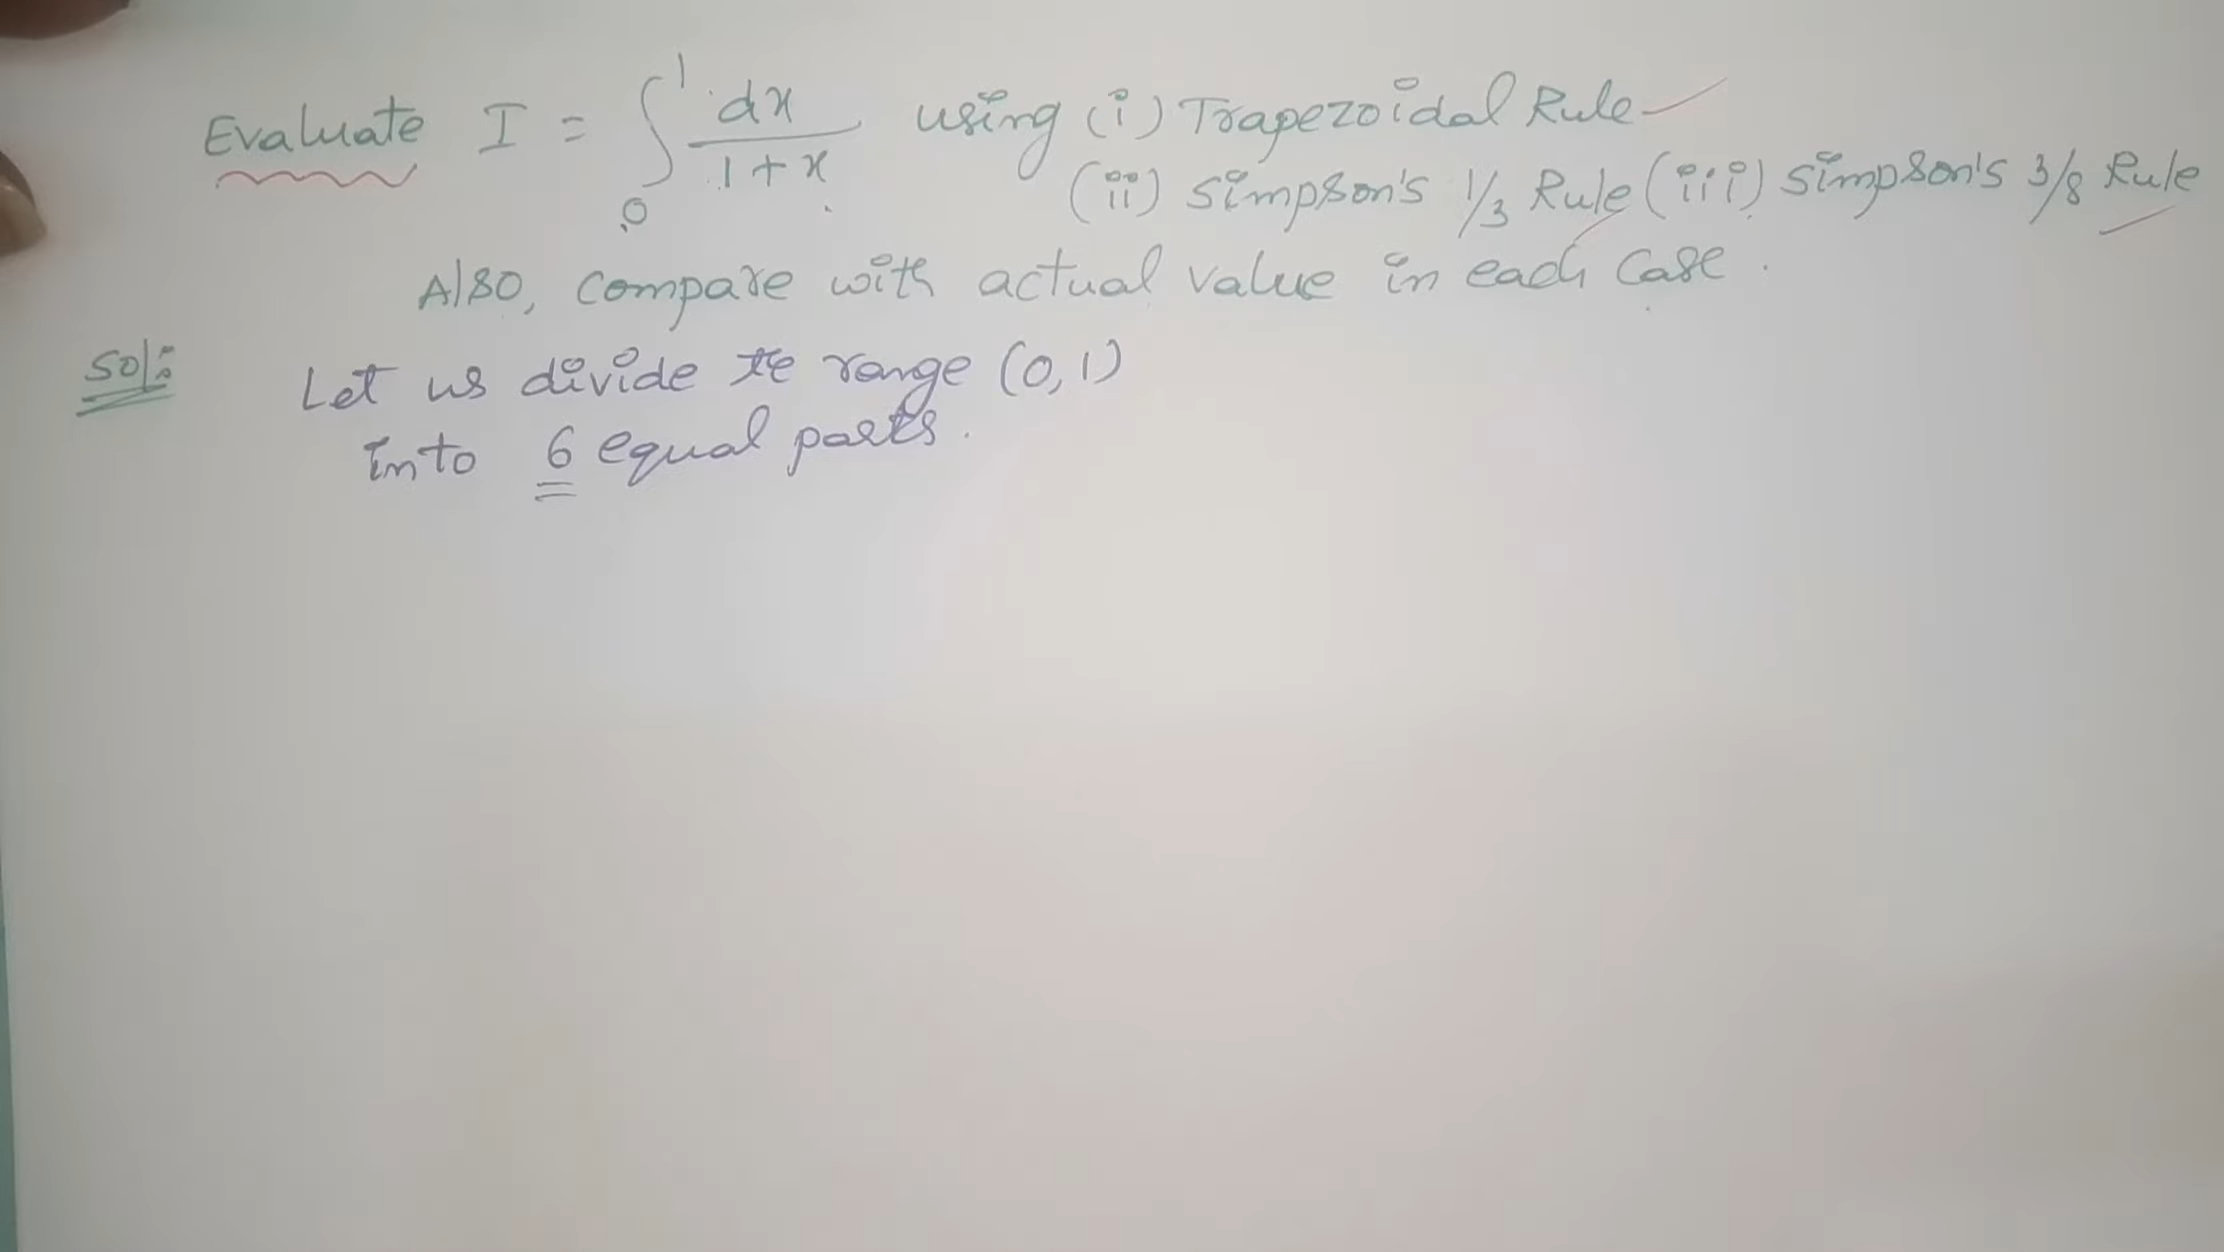 Evaluate I = ∫₀¹ dx/(1+x) using (i) Trapezoidal Rule
(ii) Simpson's 1/3 Rule (iii) Simpson's 3/8 Rule
Also, compare with actual value in each case.
Sol:
Let us divide the range (0,1)
into 6 equal parts.